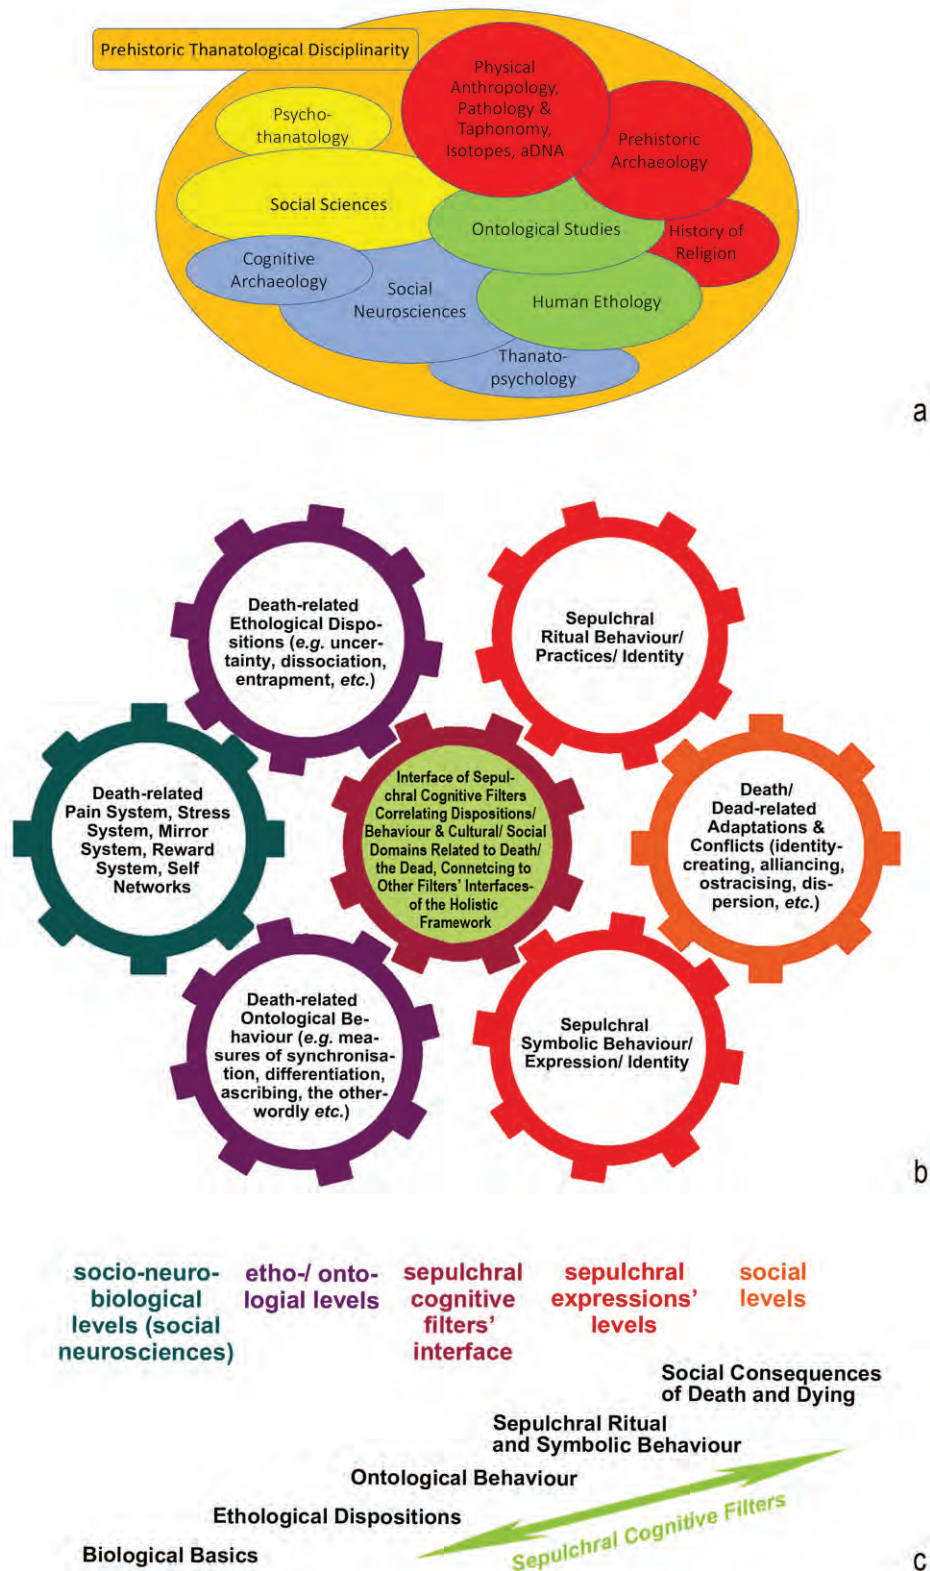 Prehistoric Thanatological Disciplinarity
Physical
Anthropology,
Pathology &
Taphonomy,
Isotopes, aDNA
Psycho-
thanatology
Prehistoric
Archaeology
Social Sciences
Ontological Studies
History of
Religion
Cognitive
Archaeology
Social
Neurosciences
Human Ethology
Thanato-
psychology
a
Death-related
Ethological Dispo-
sitions (e.g. uncer-
tainty, dissociation,
entrapment, etc.)
Sepulchral
Ritual Behaviour/
Practices/ Identity
Death-related
Pain System, Stress
System, Mirror
System, Reward
System, Self
Networks
Interface of Sepul-
chral Cognitive Filters
Correlating Dispositions/
Behaviour & Cultural/ Social
Domains Related to Death/
the Dead, Connetcing to
Other Filters' Interfaces-
of the Holistic
Framework
Death/
Dead-related
Adaptations &
Conflicts (identity-
creating, alliancing,
ostracising, dis-
persion, etc.)
Death-related
Ontological Be-
haviour (e.g. mea-
sures of synchronisa-
tion, differentiation,
ascribing, the other-
wordly etc.)
Sepulchral
Symbolic Behaviour/
Expression/ Identity
b
socio-neuro-
biological
levels (social
neurosciences)
etho-/ onto-
logial levels
sepulchral
cognitive
filters'
interface
sepulchral
expressions'
levels
social
levels
Social Consequences
of Death and Dying
Sepulchral Ritual
and Symbolic Behaviour
Ontological Behaviour
Ethological Dispositions
Sepulchral Cognitive Filters
Biological Basics
c